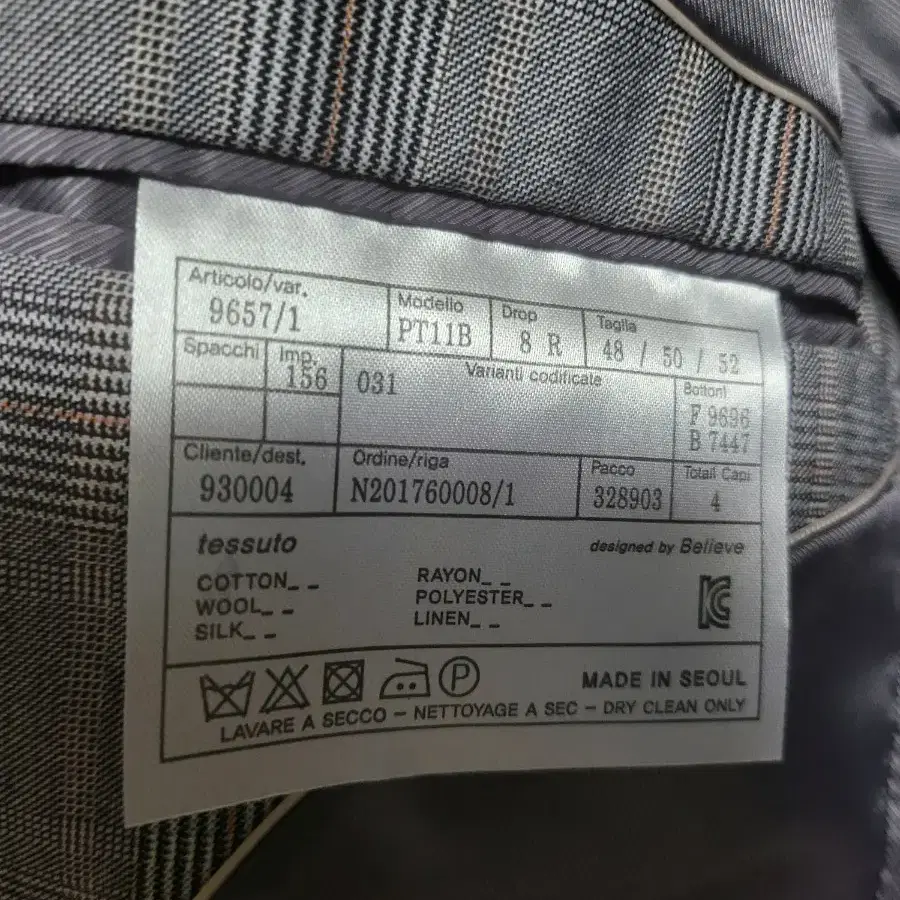 Articolo/var. Modello Drop Taglia
9657/1 PT11B 8 R 48 / 50 / 52
Spacchi Imp. Varianti codificate Bottoni
156 031 F 9696
B 7447
Cliente/dest. Ordine/riga Pacco Totali Capi
930004 N201760008/1 328903 4
tessuto designed by Believe
COTTON_ _ RAYON_ _
WOOL_ _ POLYESTER_ _
SILK_ _ LINEN_ _
P MADE IN SEOUL
LAVARE A SECCO - NETTOYAGE A SEC - DRY CLEAN ONLY